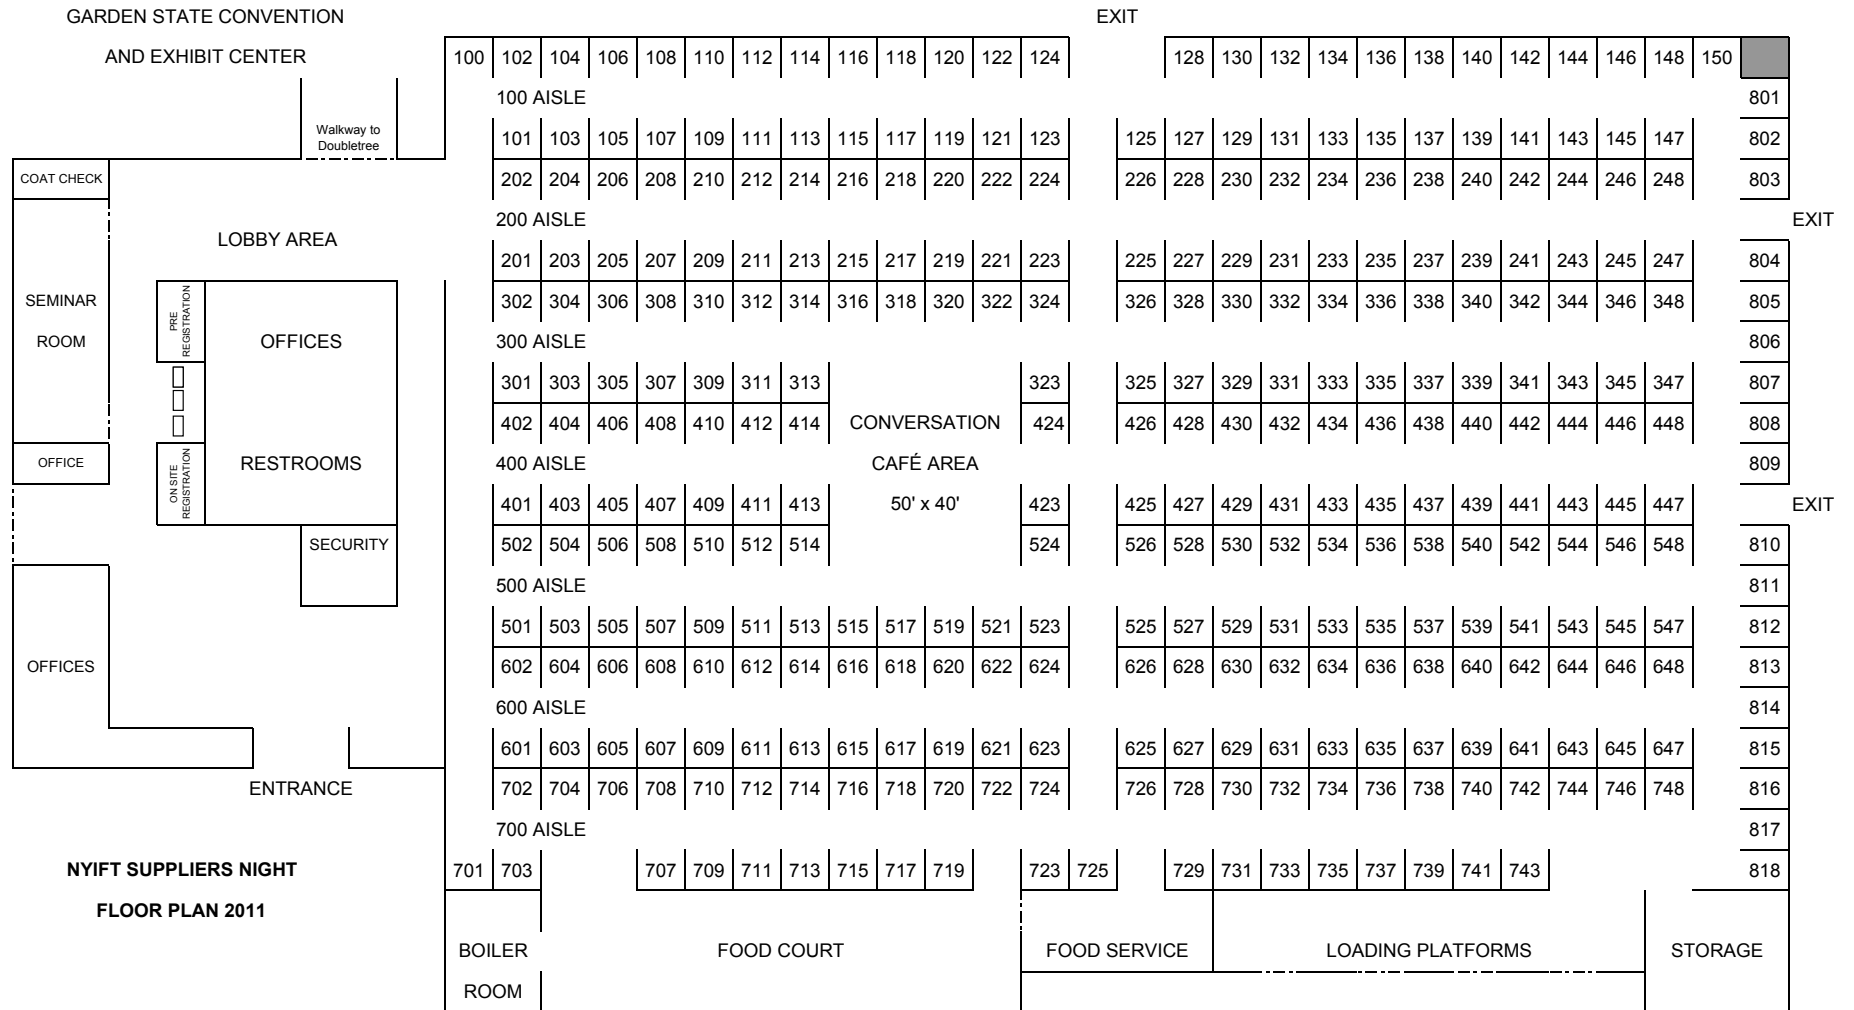 GARDEN STATE CONVENTION
EXIT
AND EXHIBIT CENTER
100 102 104 106 108 110 112 114 116 118 120 122 124 128 130 132 134 136 138 140 142 144 146 148 150
100 AISLE 801
Walkway to
Doubletree
101 103 105 107 109 111 113 115 117 119 121 123 125 127 129 131 133 135 137 139 141 143 145 147 802
COAT CHECK 202 204 206 208 210 212 214 216 218 220 222 224 226 228 230 232 234 236 238 240 242 244 246 248 803
200 AISLE EXIT
LOBBY AREA
201 203 205 207 209 211 213 215 217 219 221 223 225 227 229 231 233 235 237 239 241 243 245 247 804
SEMINAR 302 304 306 308 310 312 314 316 318 320 322 324 326 328 330 332 334 336 338 340 342 344 346 348 805
PRE
REGISTRATION
ROOM OFFICES 300 AISLE 806
301 303 305 307 309 311 313 323 325 327 329 331 333 335 337 339 341 343 345 347 807
402 404 406 408 410 412 414 CONVERSATION 424 426 428 430 432 434 436 438 440 442 444 446 448 808
OFFICE RESTROOMS 400 AISLE CAFÉ AREA 809
ON SITE
REGISTRATION
401 403 405 407 409 411 413 50' x 40' 423 425 427 429 431 433 435 437 439 441 443 445 447 EXIT
SECURITY 502 504 506 508 510 512 514 524 526 528 530 532 534 536 538 540 542 544 546 548 810
500 AISLE 811
501 503 505 507 509 511 513 515 517 519 521 523 525 527 529 531 533 535 537 539 541 543 545 547 812
OFFICES 602 604 606 608 610 612 614 616 618 620 622 624 626 628 630 632 634 636 638 640 642 644 646 648 813
600 AISLE 814
601 603 605 607 609 611 613 615 617 619 621 623 625 627 629 631 633 635 637 639 641 643 645 647 815
ENTRANCE 702 704 706 708 710 712 714 716 718 720 722 724 726 728 730 732 734 736 738 740 742 744 746 748 816
700 AISLE 817
NYIFT SUPPLIERS NIGHT 701 703 707 709 711 713 715 717 719 723 725 729 731 733 735 737 739 741 743 818
FLOOR PLAN 2011
BOILER FOOD COURT FOOD SERVICE LOADING PLATFORMS STORAGE
ROOM